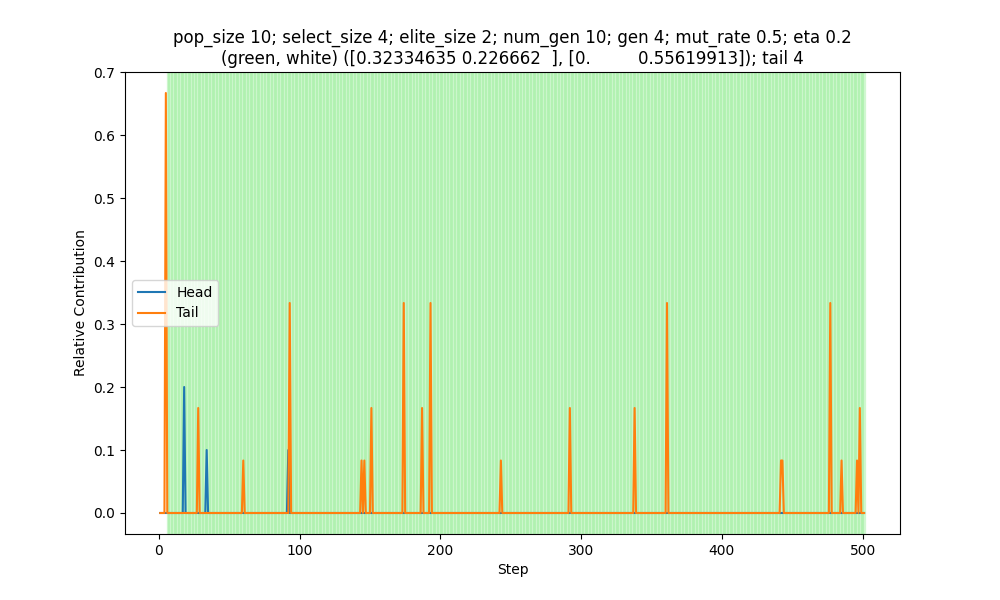 pop_size 10; select_size 4; elite_size 2; num_gen 10; gen 4; mut_rate 0.5; eta 0.2
(green, white) ([0.32334635 0.226662  ], [0.         0.55619913]); tail 4
0.7
0.6
0.5
0.4
0.3
0.2
0.1
0.0
Relative Contribution
Head
Tail
0 100 200 300 400 500
Step